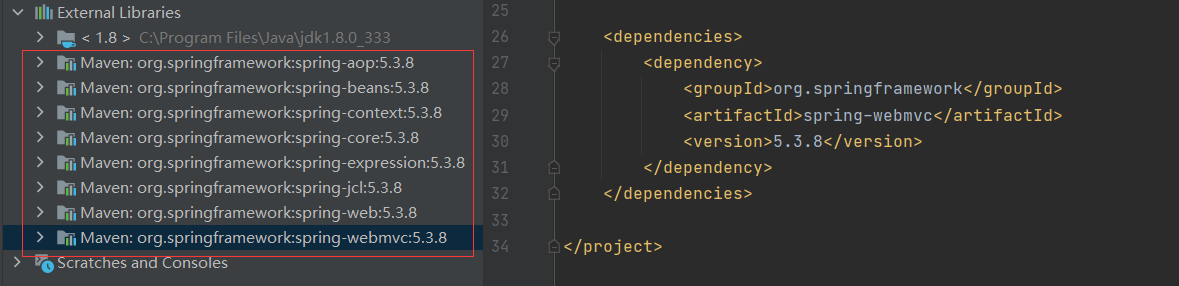 External Libraries
< 1.8 > C:\Program Files\Java\jdk1.8.0_333
Maven: org.springframework:spring-aop:5.3.8
Maven: org.springframework:spring-beans:5.3.8
Maven: org.springframework:spring-context:5.3.8
Maven: org.springframework:spring-core:5.3.8
Maven: org.springframework:spring-expression:5.3.8
Maven: org.springframework:spring-jcl:5.3.8
Maven: org.springframework:spring-web:5.3.8
Maven: org.springframework:spring-webmvc:5.3.8
Scratches and Consoles
25
26 <dependencies>
27 <dependency>
28 <groupId>org.springframework</groupId>
29 <artifactId>spring-webmvc</artifactId>
30 <version>5.3.8</version>
31 </dependency>
32 </dependencies>
33
34 </project>